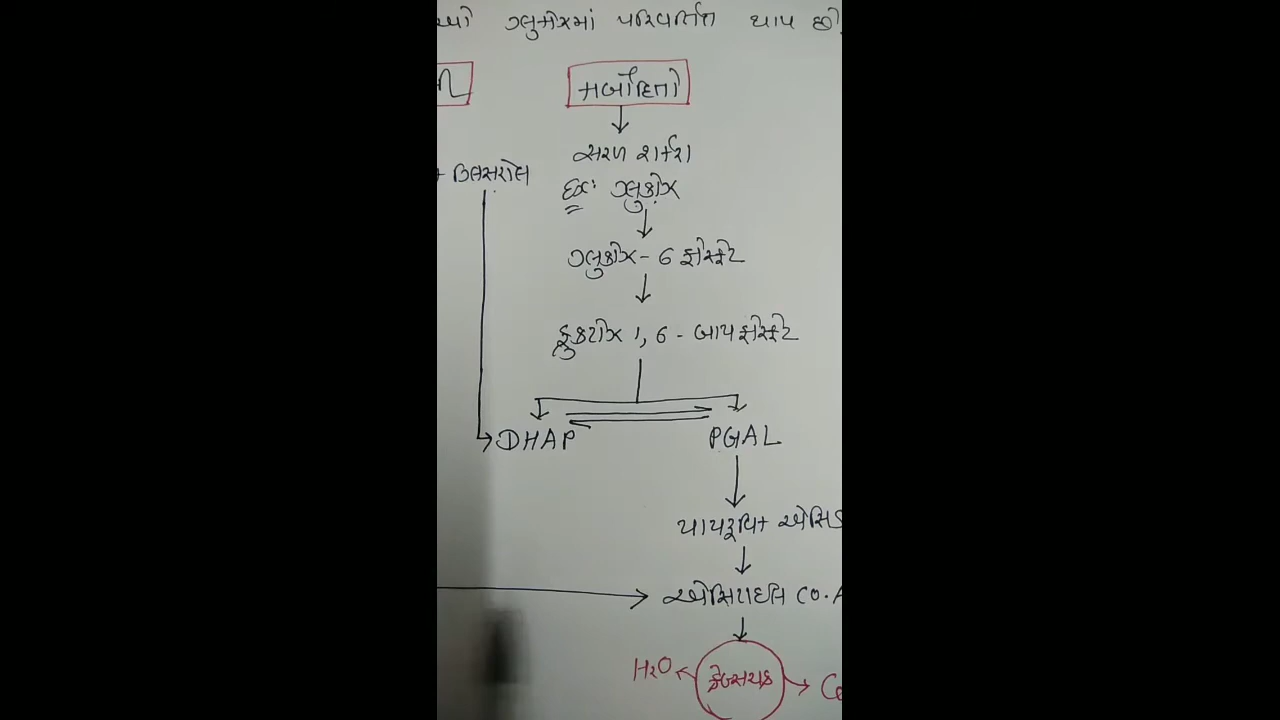 ગ્લુકોઝમાં પરિવર્તિત થાય છે.
કાર્બોદિતો
સરળ શર્કરા
+ ગ્લિસરોલ
દા.ત: ગ્લુકોઝ
ગ્લુકોઝ - 6 ફોસ્ફેટ
ફ્રુક્ટોઝ 1, 6 - બાયફોસ્ફેટ
DHAP PGAL
પાયરૂવિક એસિડ
એસિટાઇલ CO.A
H2O ક્રેબ્સચક્ર